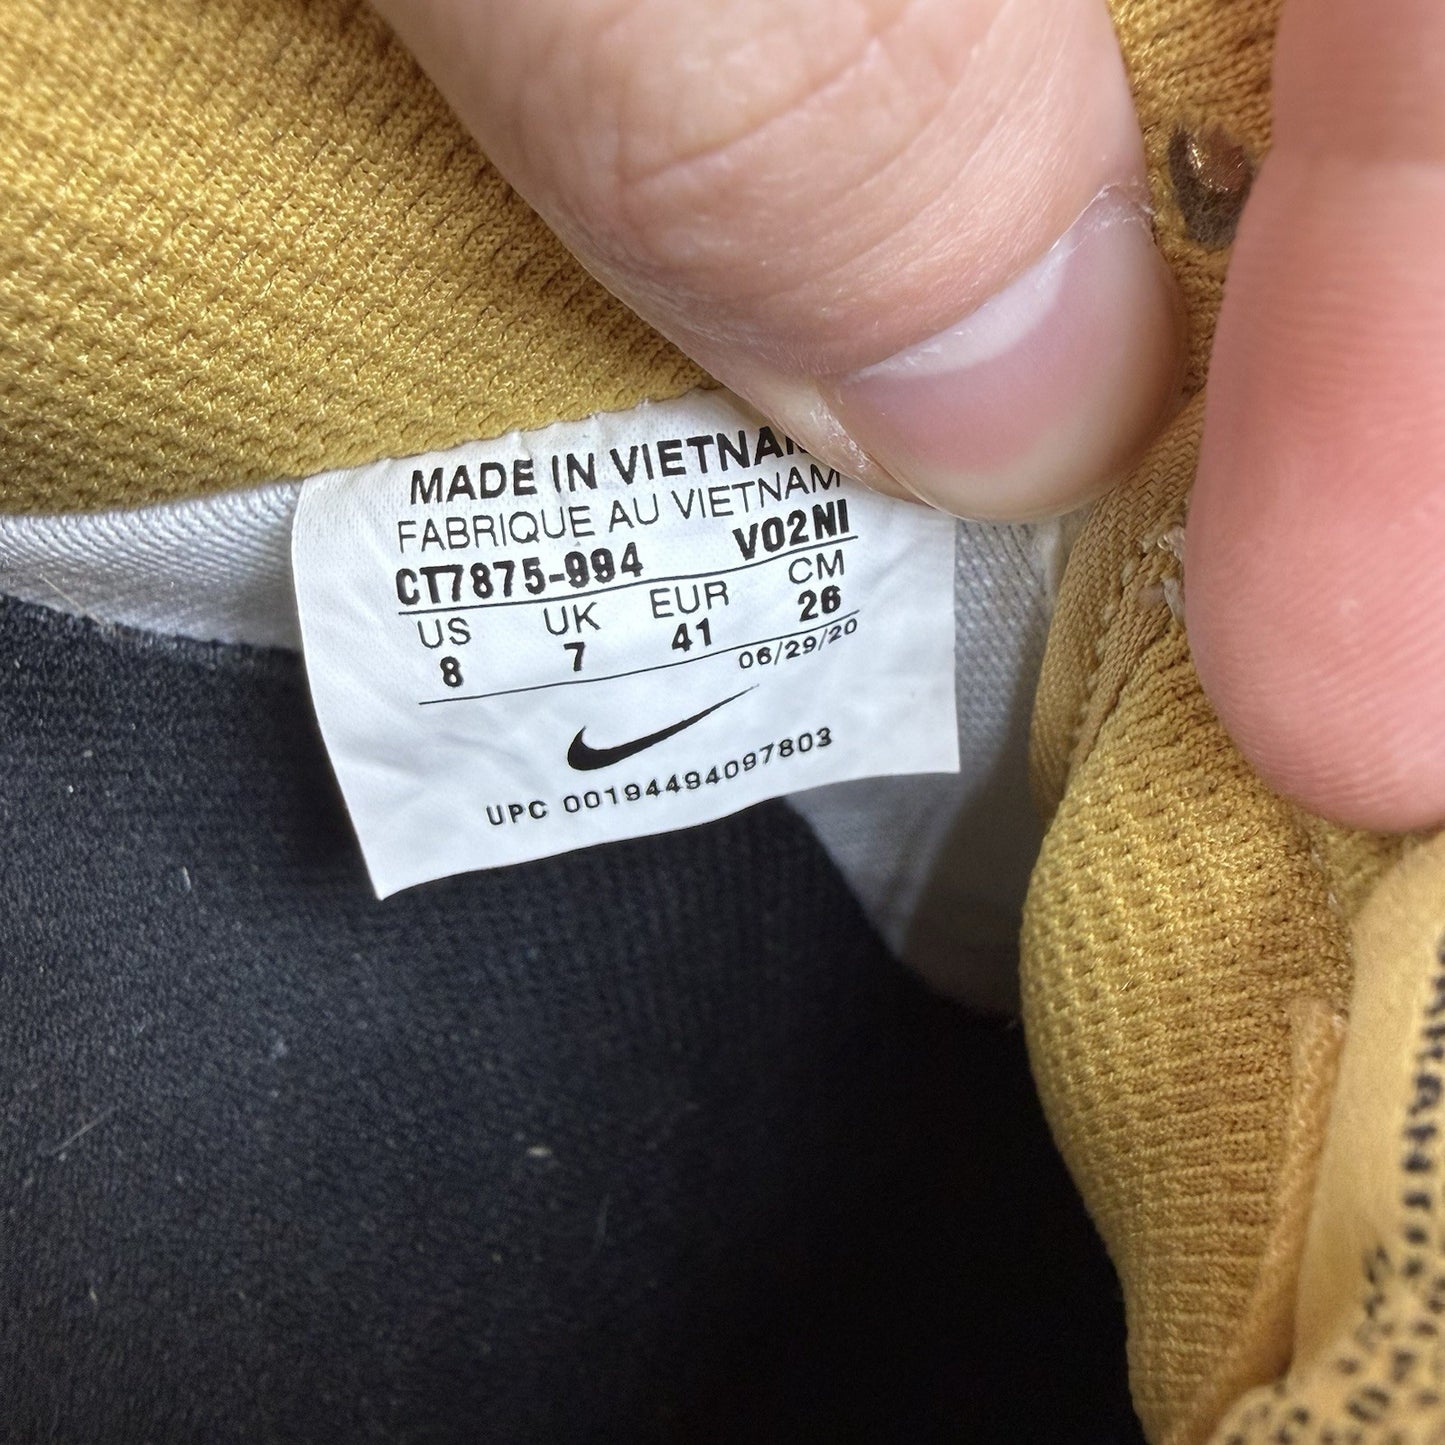 MADE IN VIETNAM
FABRIQUE AU VIETNAM
CT7875-994 V02NI
US UK EUR CM
8 7 41 26
06/29/20
UPC 00194494097803